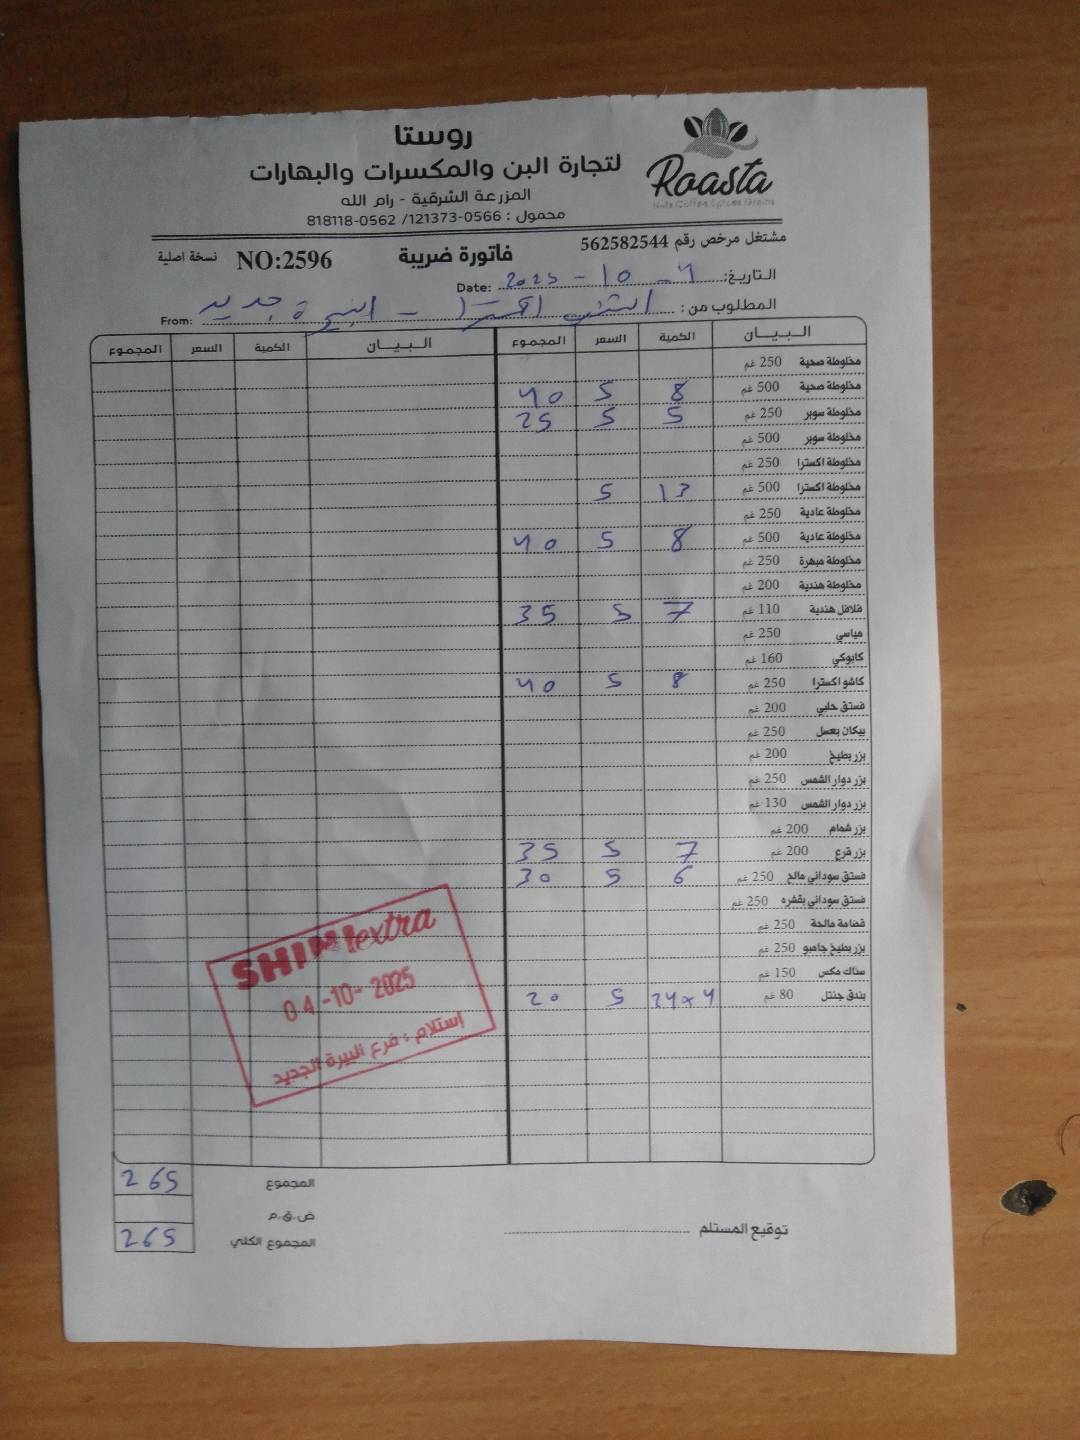 روستا
لتجارة البن والمكسرات والبهارات
المزرعة الشرقية - رام الله
محمول : 0566-121373/ 0562-818118
Roasta
Nuts Coffee Spices Grains
مشتغل مرخص رقم 562582544
فاتورة ضريبة
NO:2596
نسخة اصلية
التاريخ: 4 - 10 - 2025 Date:
المطلوب من: الشني اكسترا - البيرة جديد From:
البـيـان الكمية السعر المجموع البـيـان الكمية السعر المجموع
مخلوطة صحية 250 غم
مخلوطة صحية 500 غم 8 5 40
مخلوطة سوبر 250 غم 5 5 25
مخلوطة سوبر 500 غم
مخلوطة اكسترا 250 غم
مخلوطة اكسترا 500 غم 13 5
مخلوطة عادية 250 غم
مخلوطة عادية 500 غم 8 5 40
مخلوطة مبهرة 250 غم
مخلوطة هندية 200 غم
فلافل هندية 110 غم 7 5 35
مياسي 250 غم
كابوكي 160 غم
كاشو اكسترا 250 غم 8 5 40
فستق حلبي 200 غم
بيكان بعسل 250 غم
بزر بطيخ 200 غم
بزر دوار الشمس 250 غم
بزر دوار الشمس 130 غم
بزر شمام 200 غم
بزر قرع 200 غم 7 5 35
فستق سوداني مالح 250 غم 6 5 30
فستق سوداني بقشره 250 غم
قضامة مالحة 250 غم
بزر بطيخ جامبو 250 غم
سناك مكس 150 غم
بندق جنتل 80 غم 24×4 5 20
SHINI extra
04-10-2025
إستلام : فرع البيرة الجديد
المجموع 265
ض.ق.م
المجموع الكلي 265
توقيع المستلم